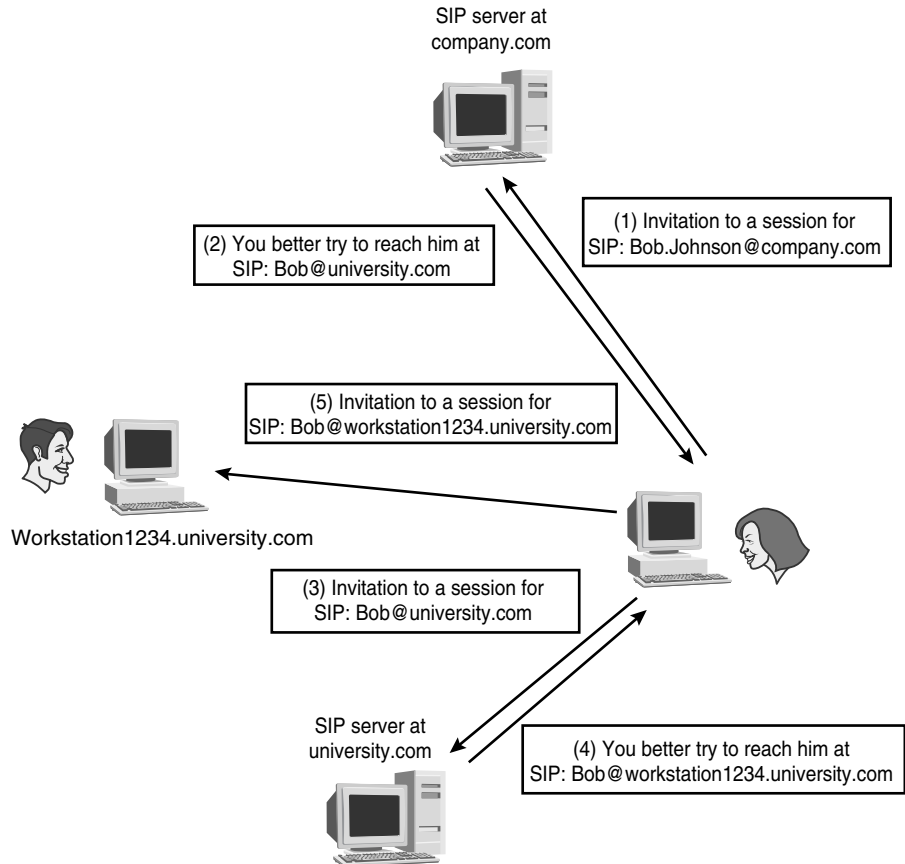 SIP server at
company.com
(1) Invitation to a session for
SIP: Bob.Johnson@company.com
(2) You better try to reach him at
SIP: Bob@university.com
(5) Invitation to a session for
SIP: Bob@workstation1234.university.com
Workstation1234.university.com
(3) Invitation to a session for
SIP: Bob@university.com
SIP server at
university.com
(4) You better try to reach him at
SIP: Bob@workstation1234.university.com